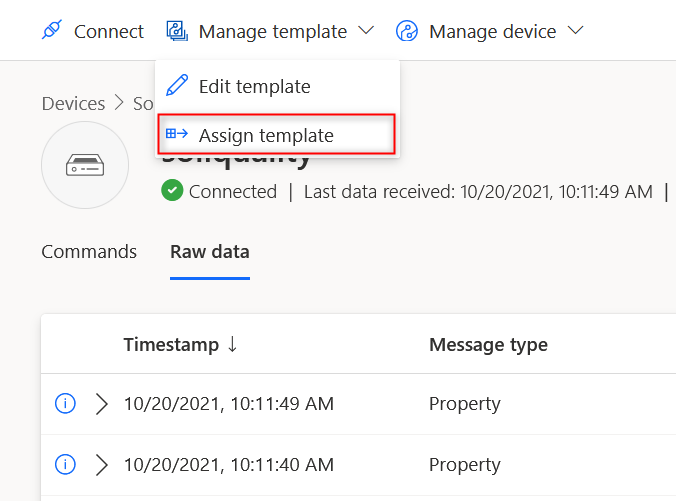 Connect Manage template Manage device
Edit template
Devices > So
Assign template
Connected | Last data received: 10/20/2021, 10:11:49 AM |
Commands Raw data
Timestamp ↓ Message type
10/20/2021, 10:11:49 AM Property
10/20/2021, 10:11:40 AM Property